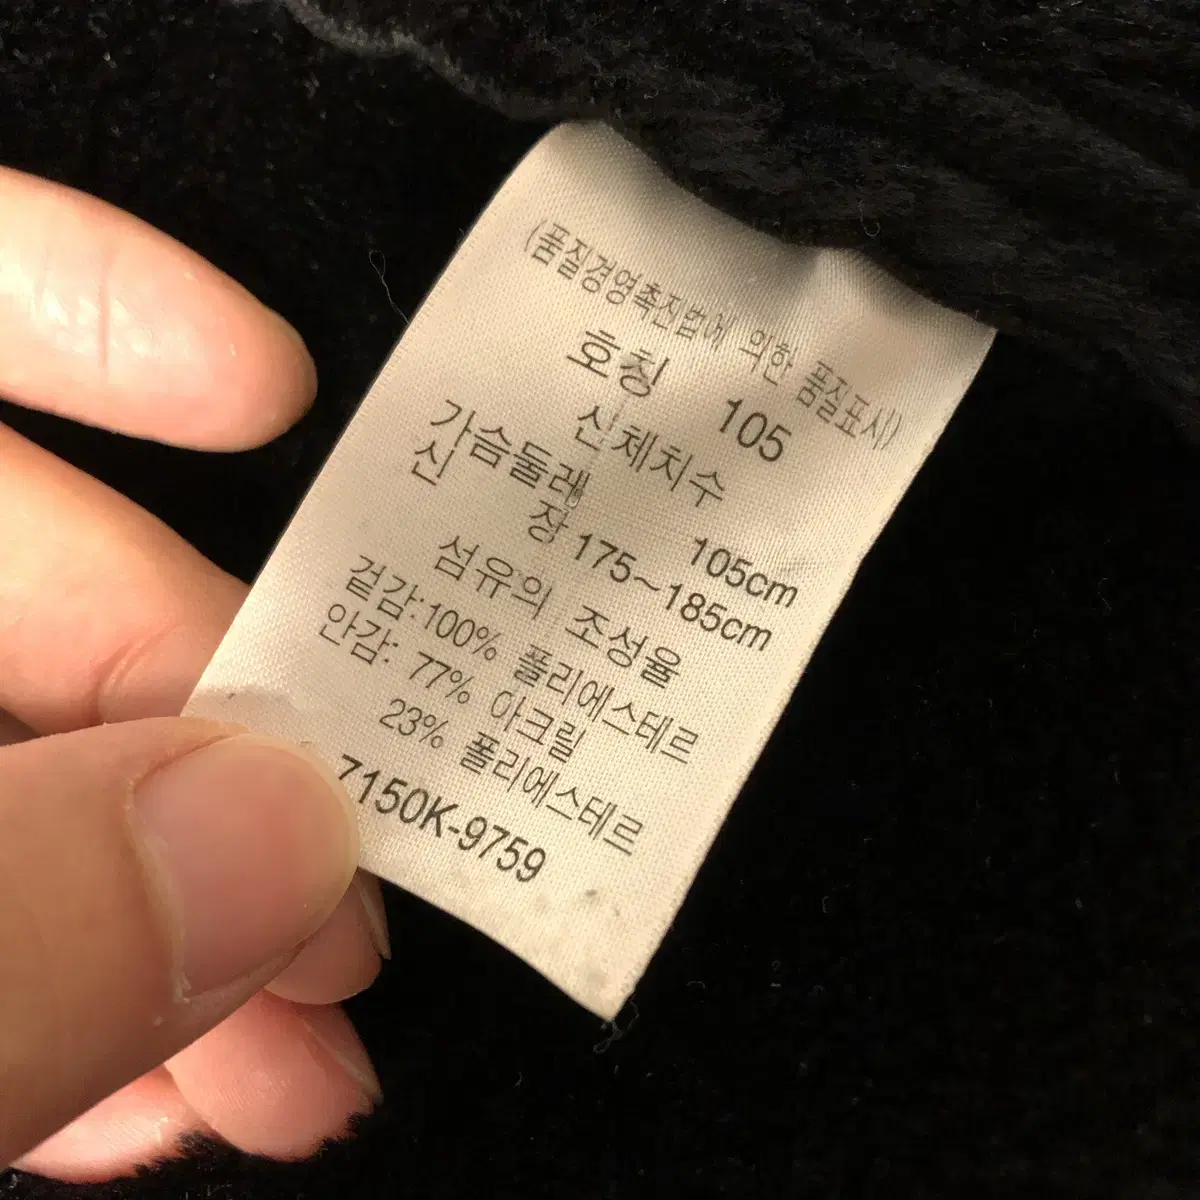 (품질경영촉진법에 의한 품질표시)
호칭 105
신체치수
가슴둘레 105cm
신 장 175~185cm
섬유의 조성율
겉감:100% 폴리에스테르
안감: 77% 아크릴
23% 폴리에스테르
7150K-9759